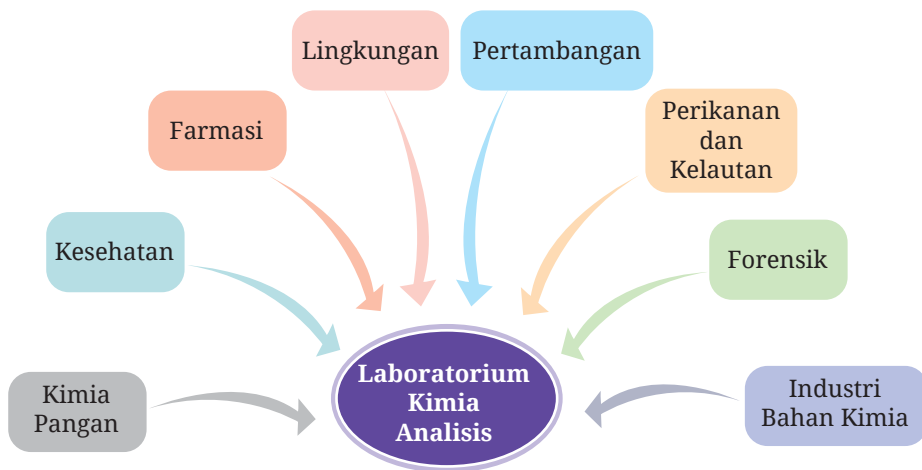 Lingkungan
Pertambangan
Farmasi
Perikanan
dan
Kelautan
Kesehatan
Forensik
Kimia
Pangan
Laboratorium
Kimia
Analisis
Industri
Bahan Kimia